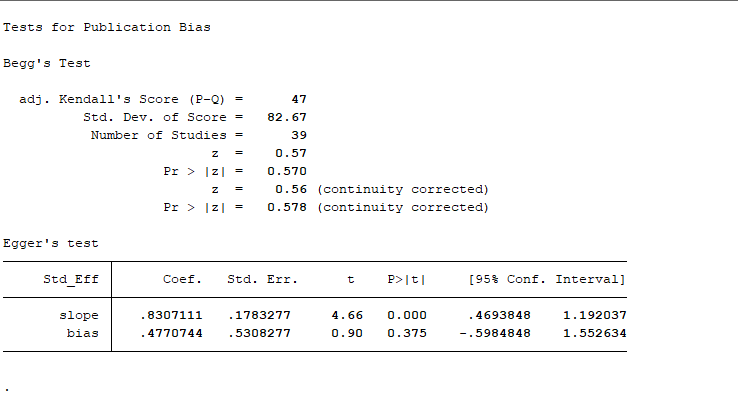 Tests for Publication Bias
Begg's Test
adj. Kendall's Score (P-Q) = 47
Std. Dev. of Score = 82.67
Number of Studies = 39
z = 0.57
Pr > |z| = 0.570
z = 0.56 (continuity corrected)
Pr > |z| = 0.578 (continuity corrected)
Egger's test
Std_Eff Coef. Std. Err. t P>|t| [95% Conf. Interval]
slope .8307111 .1783277 4.66 0.000 .4693848 1.192037
bias .4770744 .5308277 0.90 0.375 -.5984848 1.552634
.